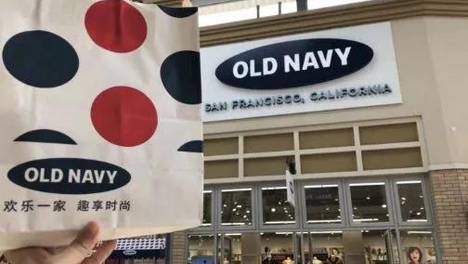 OLD NAVY
欢乐一家 趣享时尚
OLD NAVY
SAN FRANCISCO, CALIFORNIA